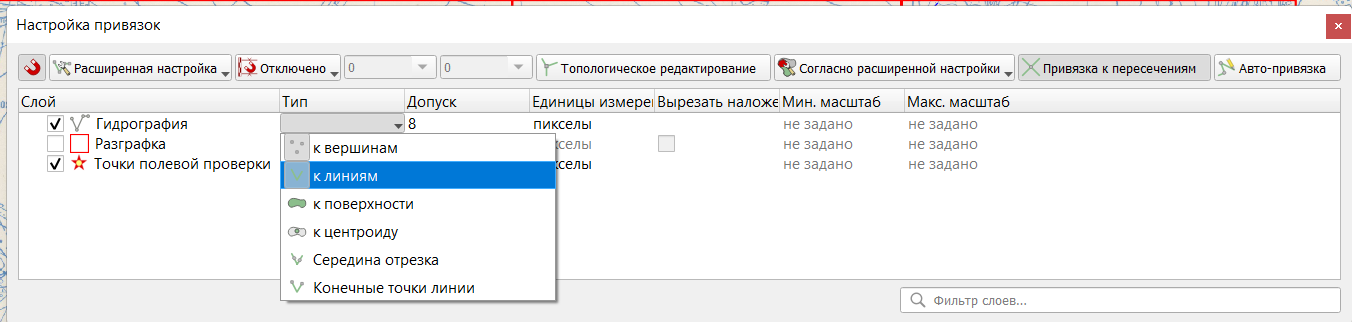 Настройка привязок
Расширенная настройка Отключено 0 0 Топологическое редактирование Согласно расширенной настройки Привязка к пересечениям Авто-привязка
Слой Тип Допуск Единицы измерен Вырезать наложе Мин. масштаб Макс. масштаб
Гидрография 8 пикселы не задано не задано
Разграфка кселы не задано не задано
Точки полевой проверки кселы не задано не задано
к вершинам
к линиям
к поверхности
к центроиду
Середина отрезка
Конечные точки линии
Фильтр слоев...